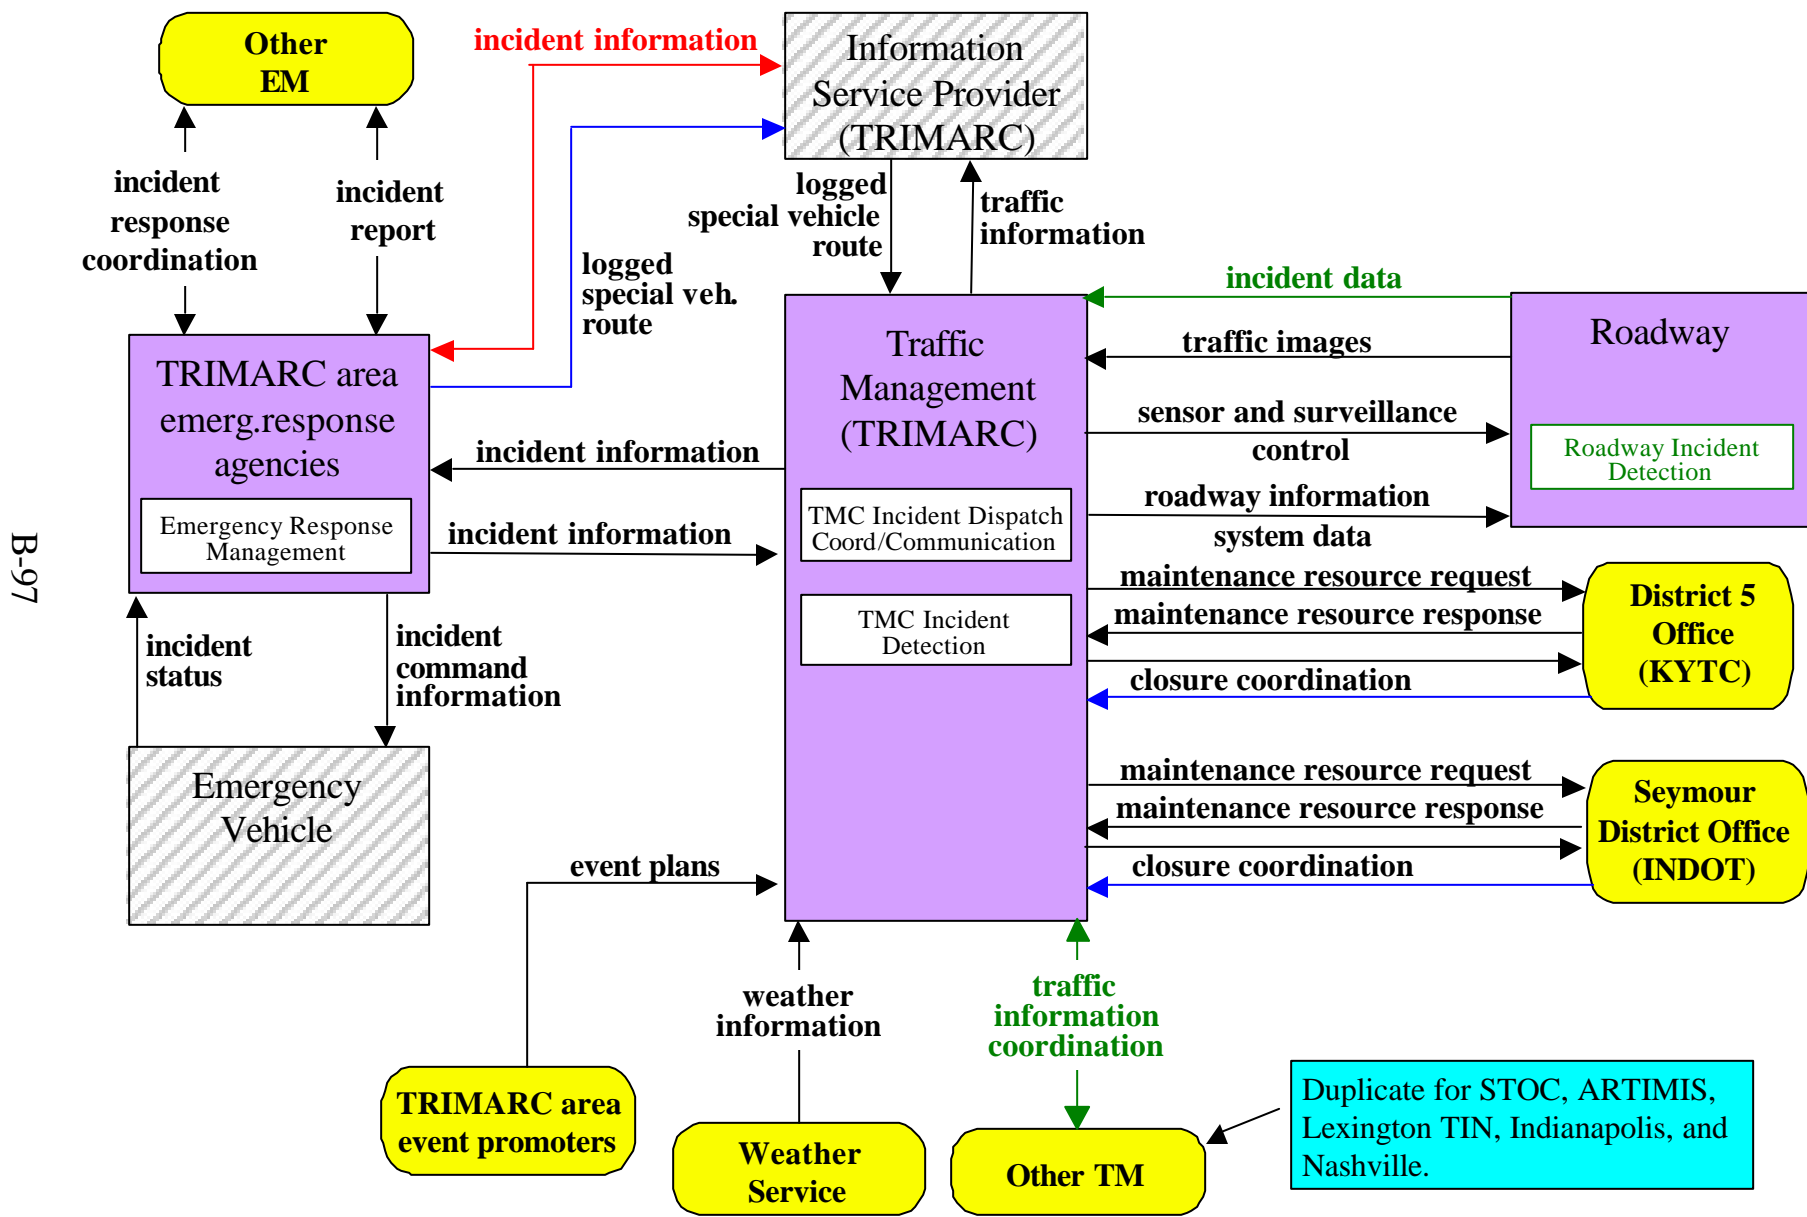 Other
EM
incident information
Information
Service Provider
(TRIMARC)
incident
response
coordination
incident
report
logged
special veh.
route
logged
special vehicle
route
traffic
information
TRIMARC area
emerg.response
agencies
Emergency Response
Management
incident information
incident information
Traffic
Management
(TRIMARC)
TMC Incident Dispatch
Coord/Communication
TMC Incident
Detection
incident data
traffic images
sensor and surveillance
control
roadway information
system data
Roadway
Roadway Incident
Detection
maintenance resource request
maintenance resource response
closure coordination
District 5
Office
(KYTC)
B-97
incident
status
incident
command
information
Emergency
Vehicle
maintenance resource request
maintenance resource response
closure coordination
Seymour
District Office
(INDOT)
event plans
weather
information
traffic
information
coordination
TRIMARC area
event promoters
Weather
Service
Other TM
Duplicate for STOC, ARTIMIS,
Lexington TIN, Indianapolis, and
Nashville.